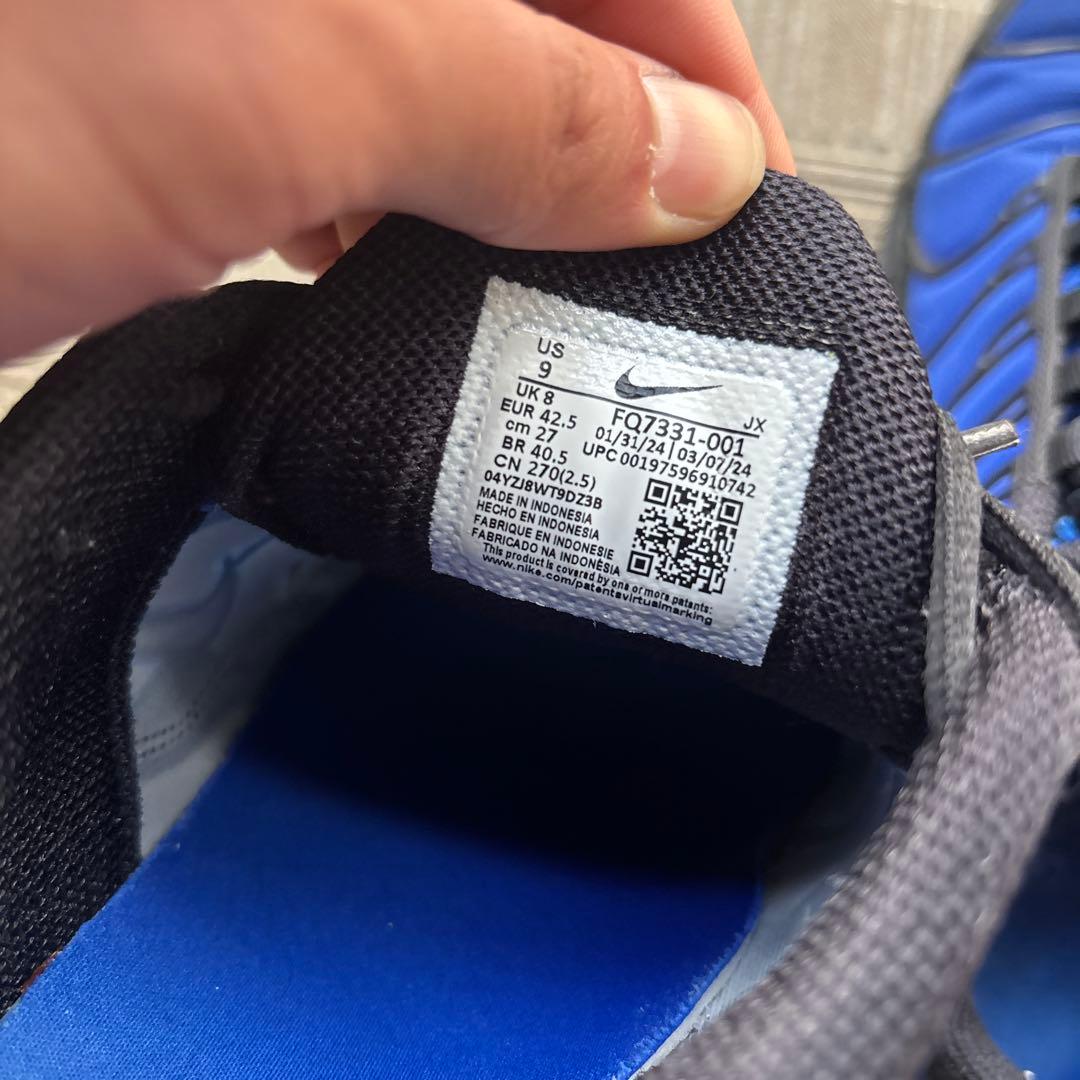 US
9
UK 8
EUR 42.5
cm 27
BR 40.5
CN 270(2.5)
04YZJ8WT9DZ3B
JX
FQ7331-001
01/31/24 | 03/07/24
UPC 00197596910742
MADE IN INDONESIA
HECHO EN INDONESIA
FABRIQUE EN INDONESIE
FABRICADO NA INDONÉSIA
This product is covered by one or more patents:
www.nike.com/patentsvirtualmarking